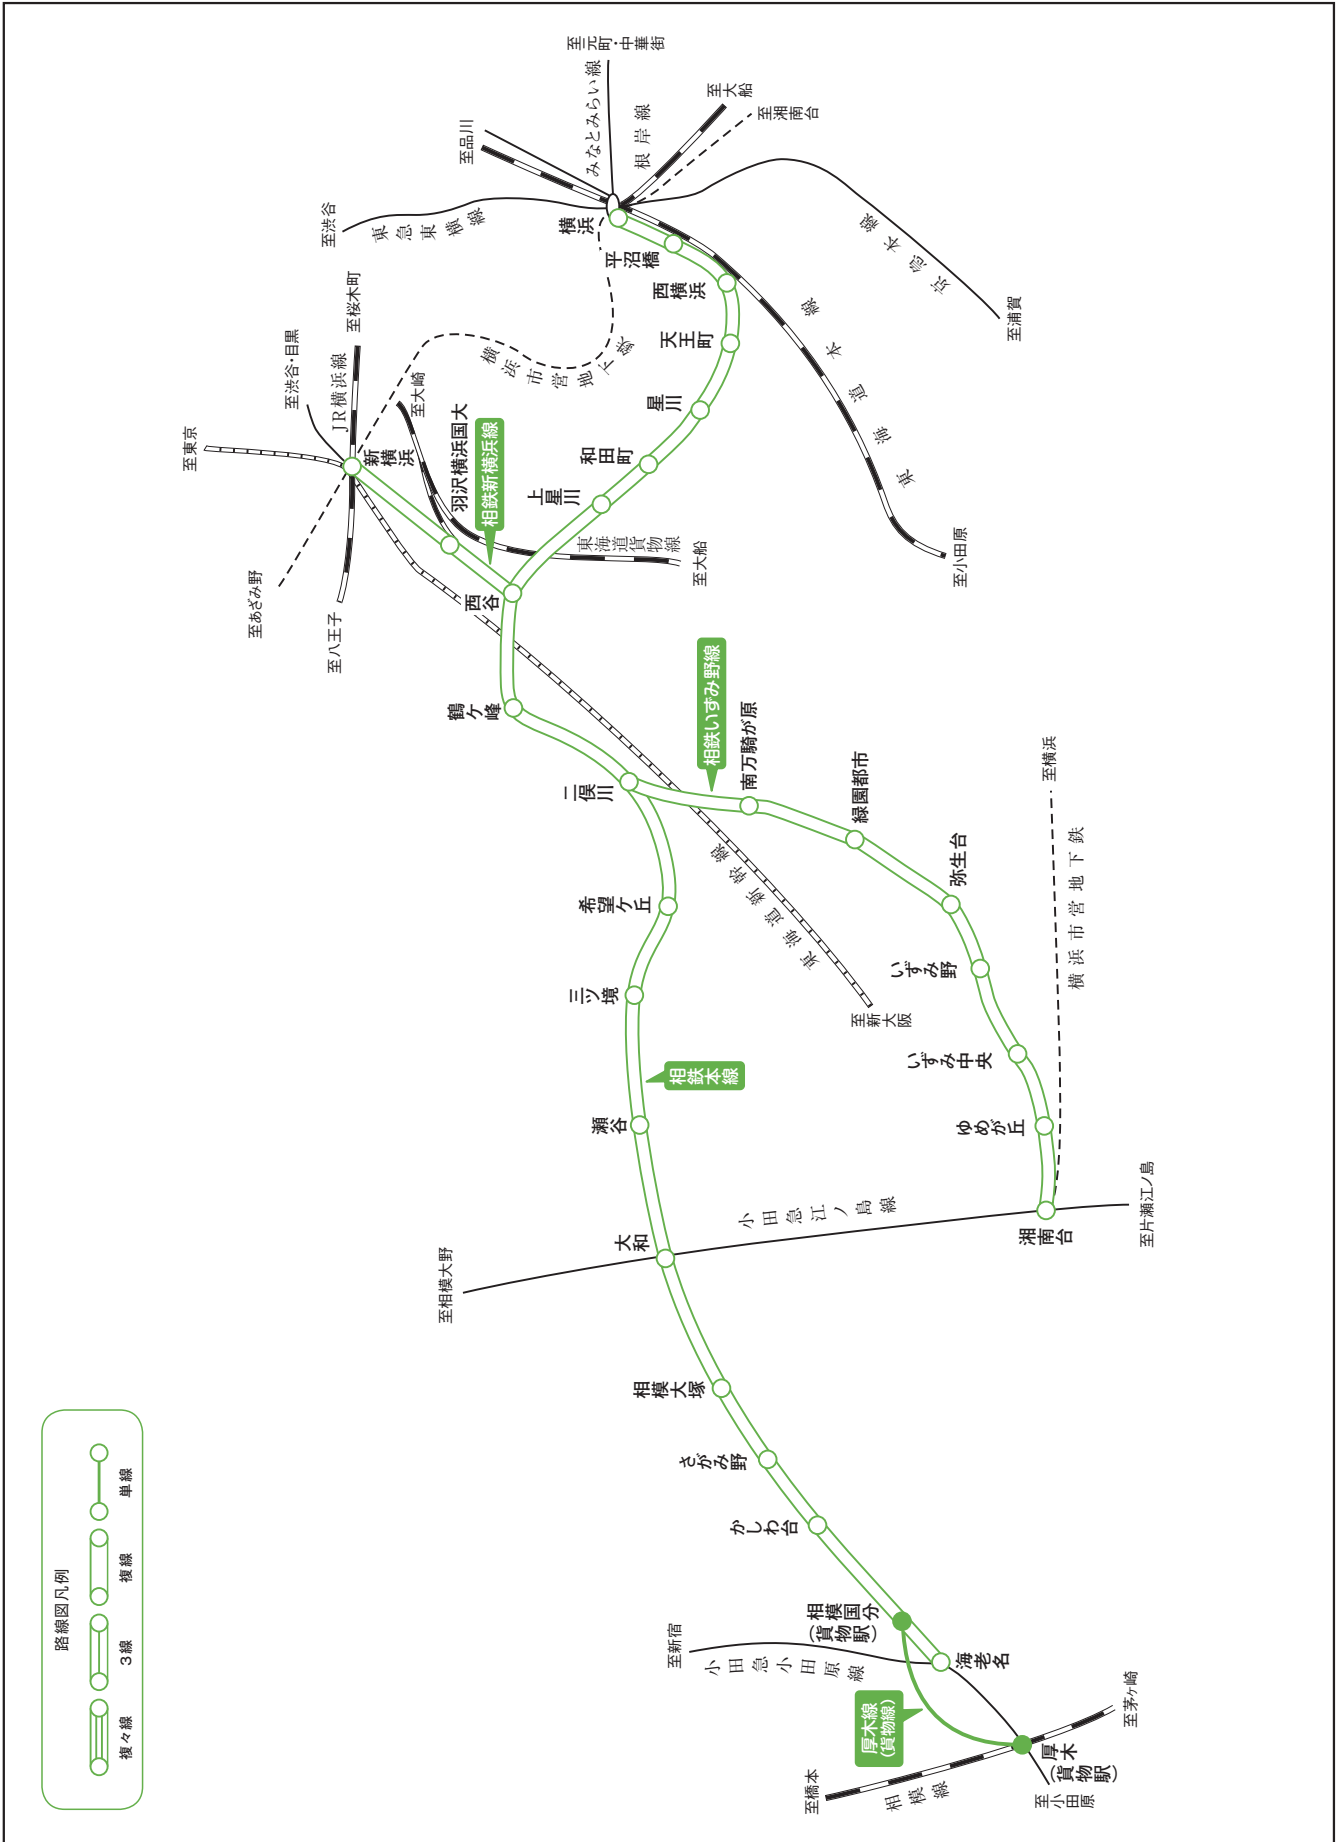 路線図凡例
単線
複線
3線
複々線
至元町・中華街
みなとみらい線
根岸線
至大船
至湘南台
至品川
至渋谷
東急東横線
至桜木町
至渋谷・目黒
JR横浜線
至東京
至大崎
横浜市営地下鉄
新横浜
羽沢横浜国大
相鉄新横浜線
至あざみ野
至八王子
西谷
東海道貨物線
至大船
横浜
平沼橋
西横浜
天王町
星川
和田町
上星川
京急本線
至浦賀
東海道本線
至小田原
鶴ケ峰
二俣川
相鉄いずみ野線
南万騎が原
緑園都市
弥生台
いずみ野
いずみ中央
ゆめが丘
湘南台
至横浜
横浜市営地下鉄
東海道新幹線
至新大阪
希望ケ丘
三ツ境
相鉄本線
瀬谷
大和
小田急江ノ島線
至相模大野
至片瀬江ノ島
相模大塚
さがみ野
かしわ台
相模国分
(貨物駅)
海老名
至新宿
小田急小田原線
厚木線
(貨物線)
厚木
(貨物駅)
至茅ヶ崎
至橋本
相模線
至小田原